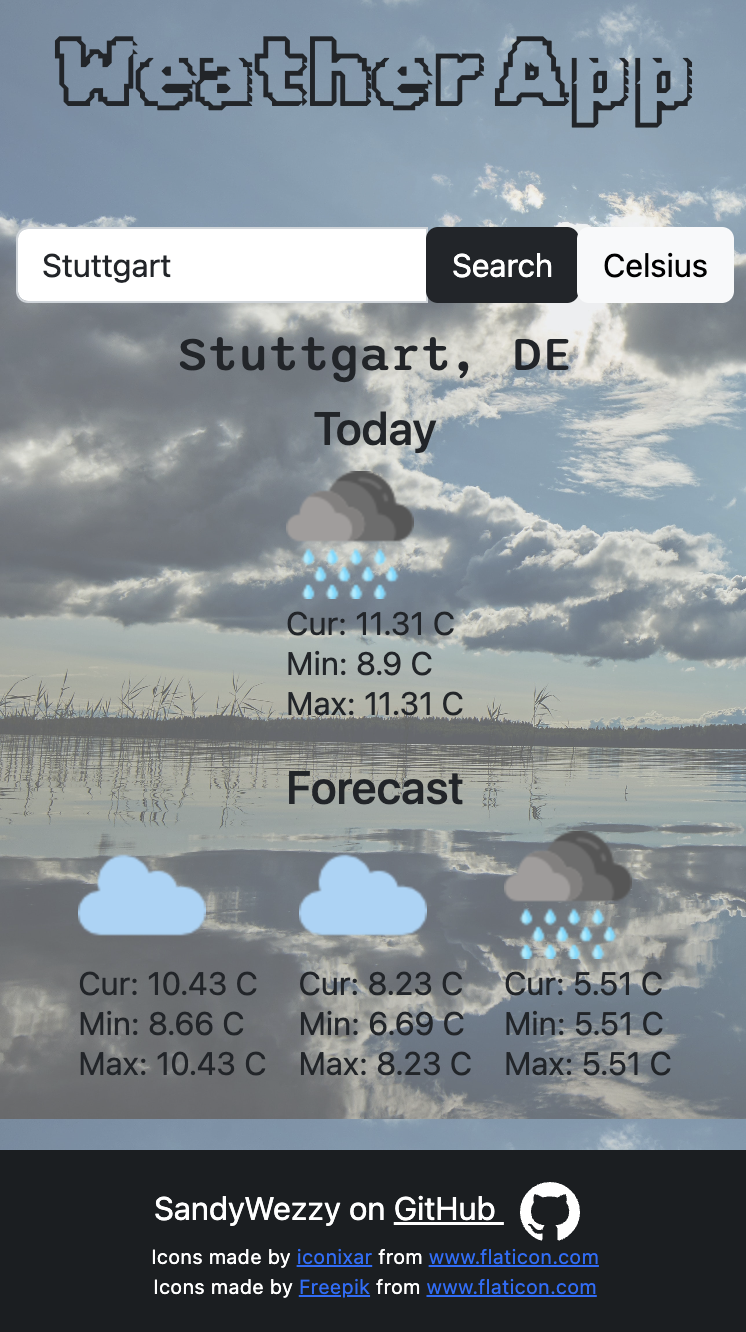 Weather App
Stuttgart Search Celsius
Stuttgart, DE
Today
Cur: 11.31 C
Min: 8.9 C
Max: 11.31 C
Forecast
Cur: 10.43 C Cur: 8.23 C Cur: 5.51 C
Min: 8.66 C Min: 6.69 C Min: 5.51 C
Max: 10.43 C Max: 8.23 C Max: 5.51 C
SandyWezzy on GitHub
Icons made by iconixar from www.flaticon.com
Icons made by Freepik from www.flaticon.com